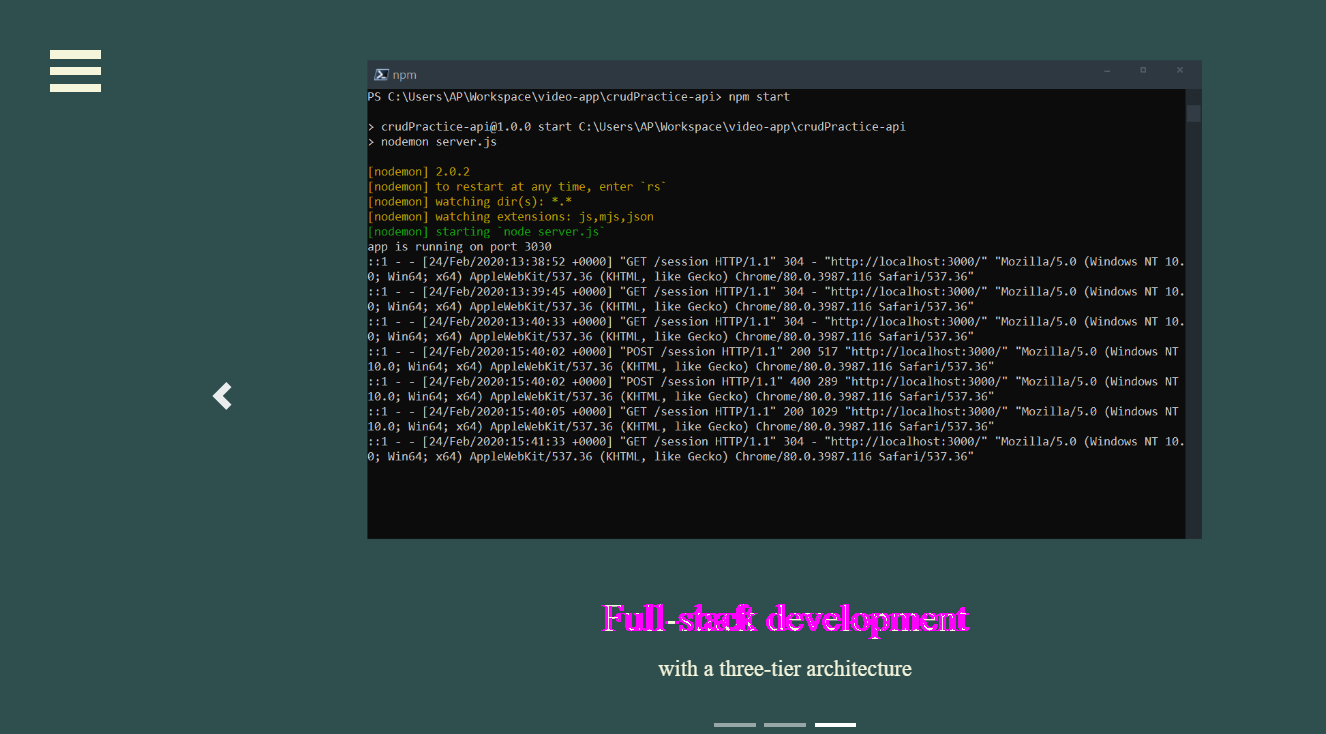 npm
PS C:\Users\AP\Workspace\video-app\crudPractice-api> npm start
> crudPractice-api@1.0.0 start C:\Users\AP\Workspace\video-app\crudPractice-api
> nodemon server.js
[nodemon] 2.0.2
[nodemon] to restart at any time, enter `rs`
[nodemon] watching dir(s): *.*
[nodemon] watching extensions: js,mjs,json
[nodemon] starting `node server.js`
app is running on port 3030
::1 - - [24/Feb/2020:13:38:52 +0000] "GET /session HTTP/1.1" 304 - "http://localhost:3000/" "Mozilla/5.0 (Windows NT 10.
0; Win64; x64) AppleWebKit/537.36 (KHTML, like Gecko) Chrome/80.0.3987.116 Safari/537.36"
::1 - - [24/Feb/2020:13:39:45 +0000] "GET /session HTTP/1.1" 304 - "http://localhost:3000/" "Mozilla/5.0 (Windows NT 10.
0; Win64; x64) AppleWebKit/537.36 (KHTML, like Gecko) Chrome/80.0.3987.116 Safari/537.36"
::1 - - [24/Feb/2020:13:40:33 +0000] "GET /session HTTP/1.1" 304 - "http://localhost:3000/" "Mozilla/5.0 (Windows NT 10.
0; Win64; x64) AppleWebKit/537.36 (KHTML, like Gecko) Chrome/80.0.3987.116 Safari/537.36"
::1 - - [24/Feb/2020:15:40:02 +0000] "POST /session HTTP/1.1" 200 517 "http://localhost:3000/" "Mozilla/5.0 (Windows NT
10.0; Win64; x64) AppleWebKit/537.36 (KHTML, like Gecko) Chrome/80.0.3987.116 Safari/537.36"
::1 - - [24/Feb/2020:15:40:02 +0000] "POST /session HTTP/1.1" 400 289 "http://localhost:3000/" "Mozilla/5.0 (Windows NT
10.0; Win64; x64) AppleWebKit/537.36 (KHTML, like Gecko) Chrome/80.0.3987.116 Safari/537.36"
::1 - - [24/Feb/2020:15:40:05 +0000] "GET /session HTTP/1.1" 200 1029 "http://localhost:3000/" "Mozilla/5.0 (Windows NT
10.0; Win64; x64) AppleWebKit/537.36 (KHTML, like Gecko) Chrome/80.0.3987.116 Safari/537.36"
::1 - - [24/Feb/2020:15:41:33 +0000] "GET /session HTTP/1.1" 304 - "http://localhost:3000/" "Mozilla/5.0 (Windows NT 10.
0; Win64; x64) AppleWebKit/537.36 (KHTML, like Gecko) Chrome/80.0.3987.116 Safari/537.36"
Full-stack development
with a three-tier architecture